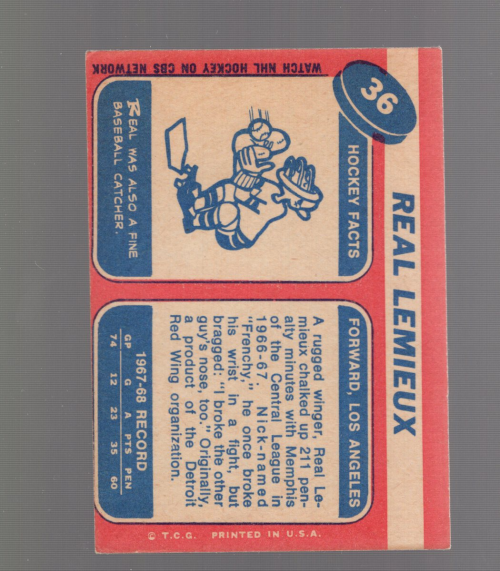 36
REAL LEMIEUX
WATCH NHL HOCKEY ON CBS NETWORK
HOCKEY FACTS
REAL WAS ALSO A FINE
BASEBALL CATCHER.
FORWARD, LOS ANGELES
A rugged winger, Real Le-
mieux chalked up 211 pen-
alty minutes with Memphis
of the Central League in
1966-67. Nick-named
"Frenchy," he once broke
his wrist in a fight, but
bragged: "I broke the other
guy's nose, too." Originally,
a product of the Detroit
Red Wing organization.
1967-68 RECORD
GP G A PTS PEN
74 12 23 35 60
© T.C.G. PRINTED IN U.S.A.